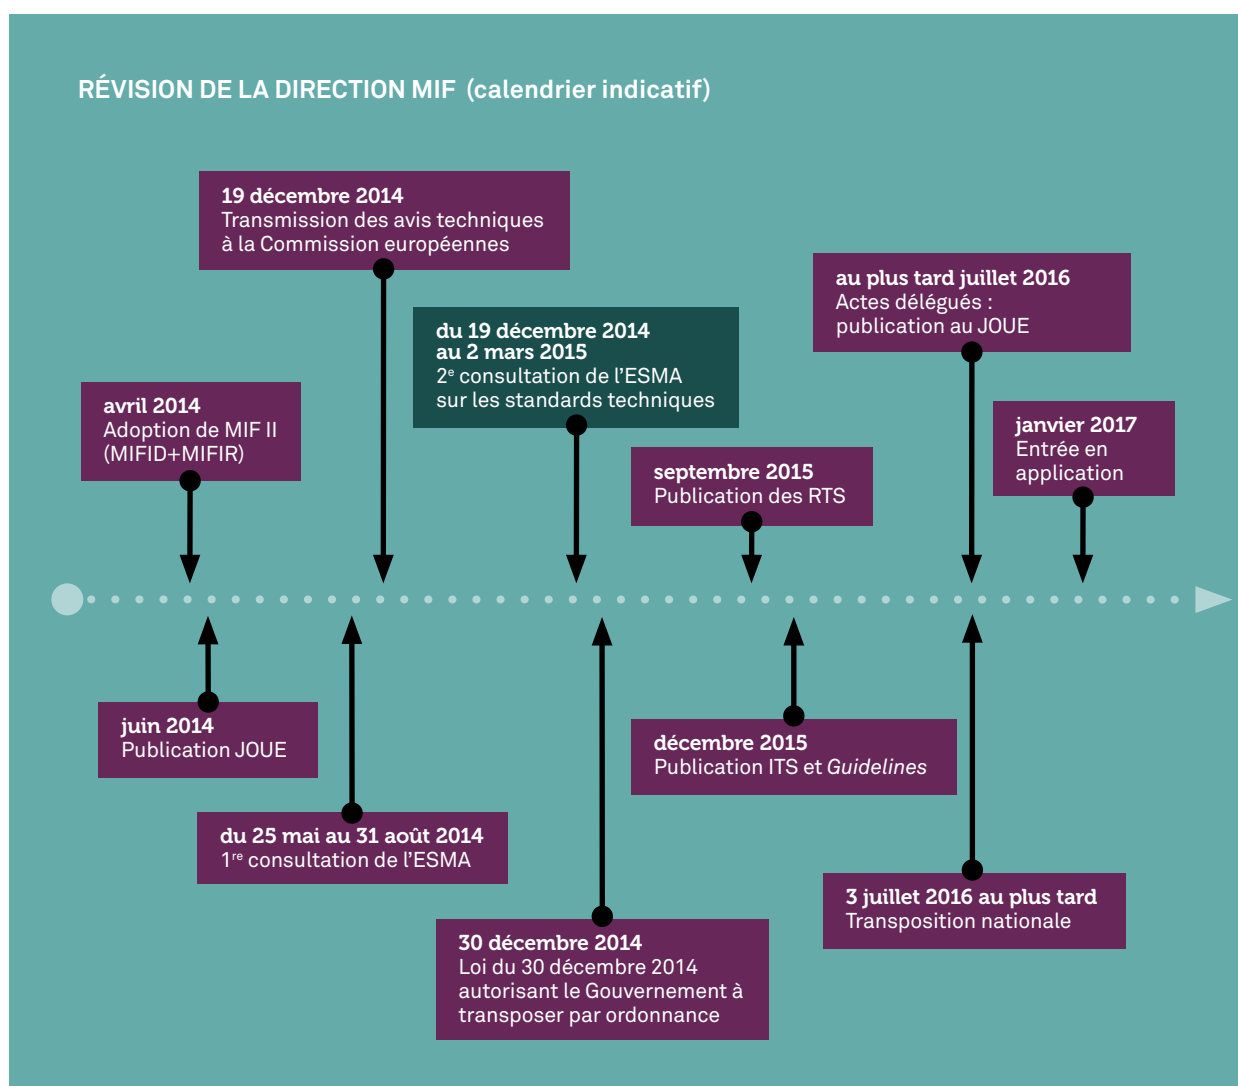 RÉVISION DE LA DIRECTION MIF (calendrier indicatif)
19 décembre 2014
Transmission des avis techniques
à la Commission européennes
au plus tard juillet 2016
Actes délégués :
publication au JOUE
du 19 décembre 2014
au 2 mars 2015
2e consultation de l'ESMA
sur les standards techniques
avril 2014
Adoption de MIF II
(MIFID+MIFIR)
janvier 2017
Entrée en
application
septembre 2015
Publication des RTS
juin 2014
Publication JOUE
décembre 2015
Publication ITS et Guidelines
du 25 mai au 31 août 2014
1re consultation de l'ESMA
3 juillet 2016 au plus tard
Transposition nationale
30 décembre 2014
Loi du 30 décembre 2014
autorisant le Gouvernement à
transposer par ordonnance